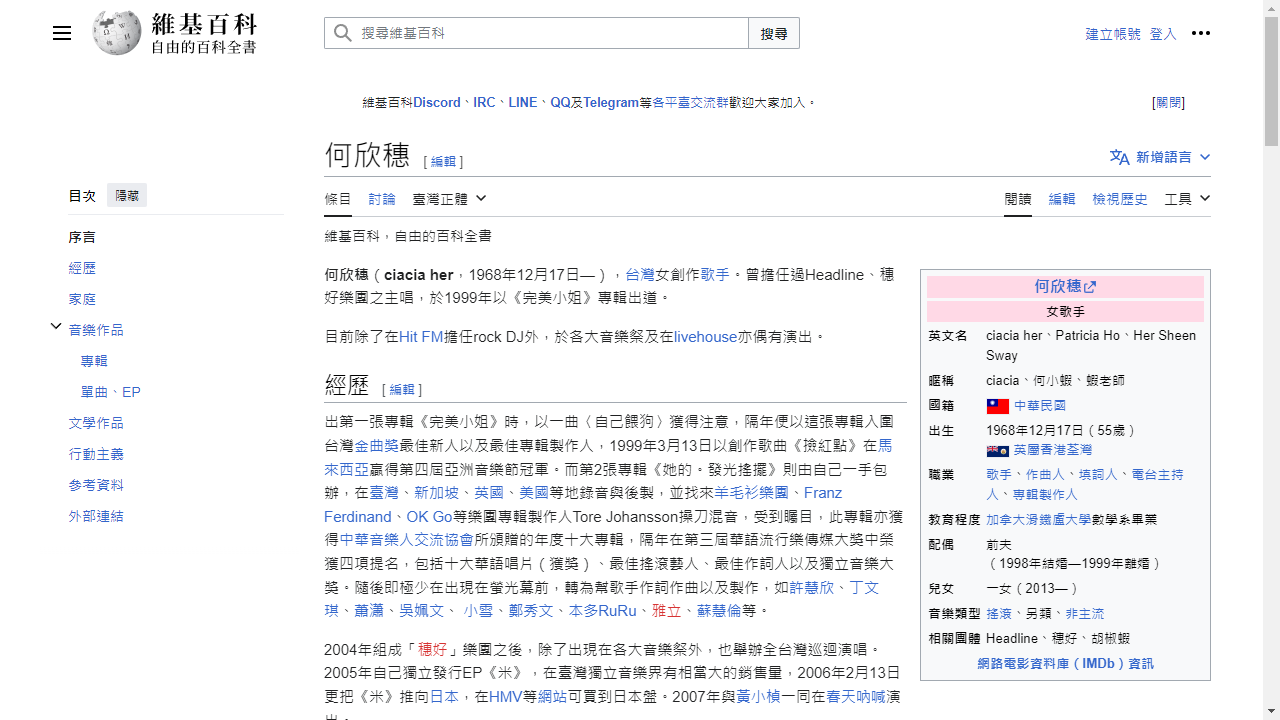 維基百科
自由的百科全書
搜尋維基百科
搜尋
建立帳號 登入
維基百科Discord、IRC、LINE、QQ及Telegram等各平臺交流群歡迎大家加入。
[關閉]
何欣穗 [編輯]
新增語言
目次 隱藏
序言
經歷
家庭
音樂作品
專輯
單曲、EP
文學作品
行動主義
參考資料
外部連結
條目 討論 臺灣正體
閱讀 編輯 檢視歷史 工具
維基百科，自由的百科全書
何欣穗（ciacia her，1968年12月17日—），台灣女創作歌手。曾擔任過Headline、穗
好樂團之主唱，於1999年以《完美小姐》專輯出道。
目前除了在Hit FM擔任rock DJ外，於各大音樂祭及在livehouse亦偶有演出。
經歷 [編輯]
出第一張專輯《完美小姐》時，以一曲〈自己餵狗〉獲得注意，隔年便以這張專輯入圍
台灣金曲獎最佳新人以及最佳專輯製作人，1999年3月13日以創作歌曲《撿紅點》在馬
來西亞贏得第四屆亞洲音樂節冠軍。而第2張專輯《她的。發光搖擺》則由自己一手包
辦，在臺灣、新加坡、英國、美國等地錄音與後製，並找來羊毛衫樂團、Franz
Ferdinand、OK Go等樂團專輯製作人Tore Johansson操刀混音，受到矚目，此專輯亦獲
得中華音樂人交流協會所頒贈的年度十大專輯，隔年在第三屆華語流行樂傳媒大獎中榮
獲四項提名，包括十大華語唱片（獲獎）、最佳搖滾藝人、最佳作詞人以及獨立音樂大
獎。隨後即極少在出現在螢光幕前，轉為幫歌手作詞作曲以及製作，如許慧欣、丁文
琪、蕭瀟、吳姵文、 小雪、鄭秀文、本多RuRu、雅立、蘇慧倫等。
2004年組成「穗好」樂團之後，除了出現在各大音樂祭外，也舉辦全台灣巡迴演唱。
2005年自己獨立發行EP《米》，在臺灣獨立音樂界有相當大的銷售量，2006年2月13日
更把《米》推向日本，在HMV等網站可買到日本盤。2007年與黃小楨一同在春天吶喊演
出。
何欣穗
女歌手
英文名 ciacia her、Patricia Ho、Her Sheen
Sway
暱稱 ciacia、何小蝦、蝦老師
國籍 中華民國
出生 1968年12月17日（55歲）
英屬香港荃灣
職業 歌手、作曲人、填詞人、電台主持
人、專輯製作人
教育程度 加拿大滑鐵盧大學數學系畢業
配偶 前夫
（1998年結婚—1999年離婚）
兒女 一女（2013—）
音樂類型 搖滾、另類、非主流
相關團體 Headline、穗好、胡椒蝦
網路電影資料庫（IMDb）資訊